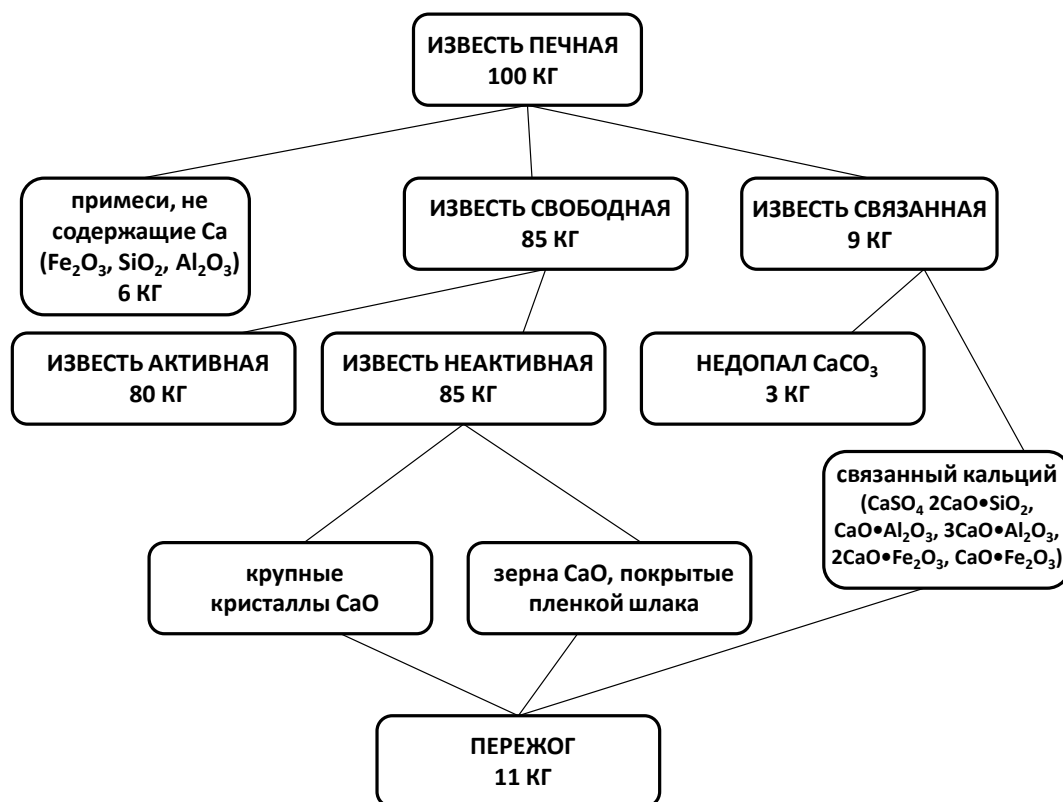 ИЗВЕСТЬ ПЕЧНАЯ
100 КГ
примеси, не
содержащие Ca
(Fe₂O₃, SiO₂, Al₂O₃)
6 КГ
ИЗВЕСТЬ СВОБОДНАЯ
85 КГ
ИЗВЕСТЬ СВЯЗАННАЯ
9 КГ
ИЗВЕСТЬ АКТИВНАЯ
80 КГ
ИЗВЕСТЬ НЕАКТИВНАЯ
85 КГ
НЕДОПАЛ CaCO₃
3 КГ
связанный кальций
(CaSO₄ 2CaO•SiO₂,
CaO•Al₂O₃, 3CaO•Al₂O₃,
2CaO•Fe₂O₃, CaO•Fe₂O₃)
крупные
кристаллы CaO
зерна CaO, покрытые
пленкой шлака
ПЕРЕЖОГ
11 КГ